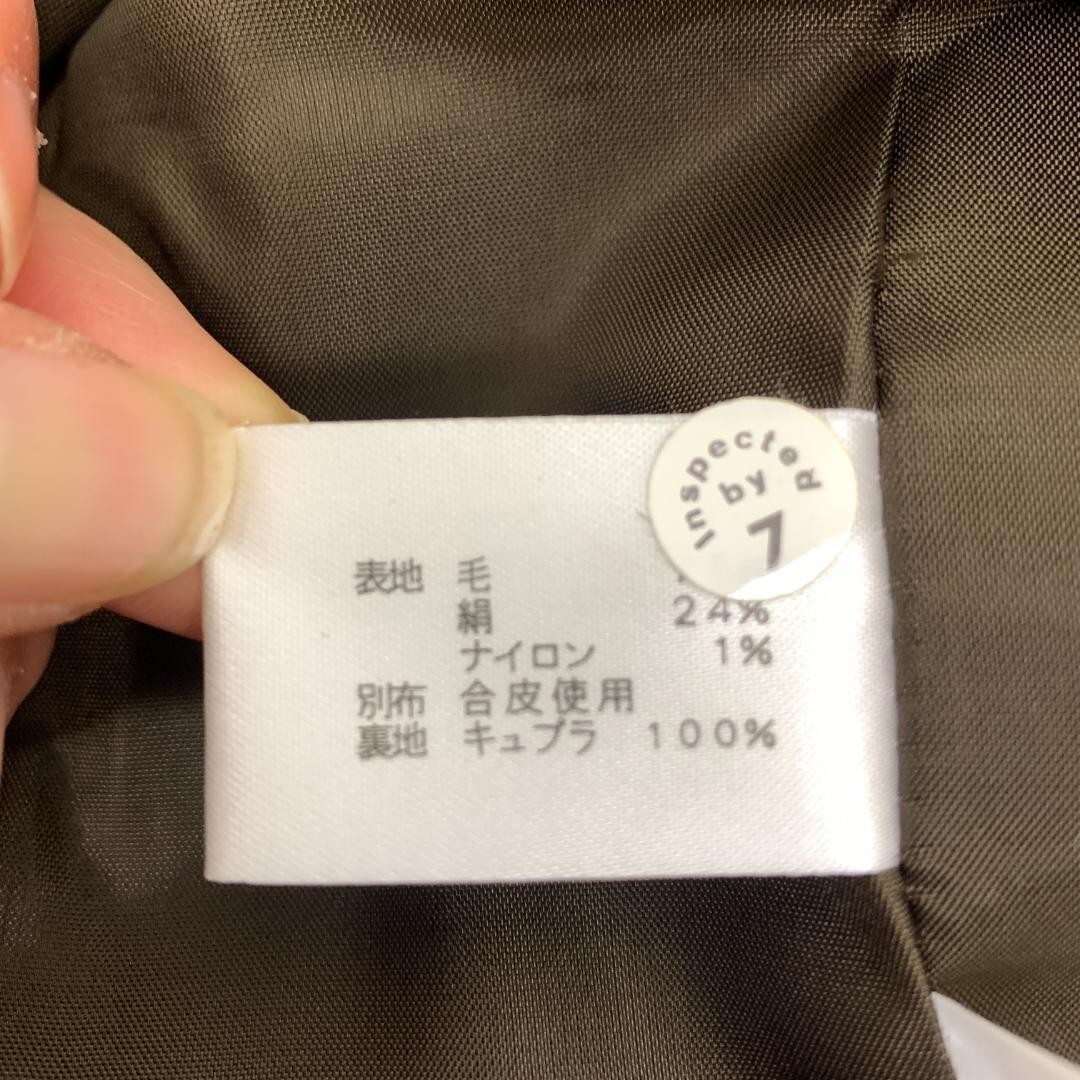 Inspected by
7
表地 毛
絹 24%
ナイロン 1%
別布 合皮使用
裏地 キュプラ 100%